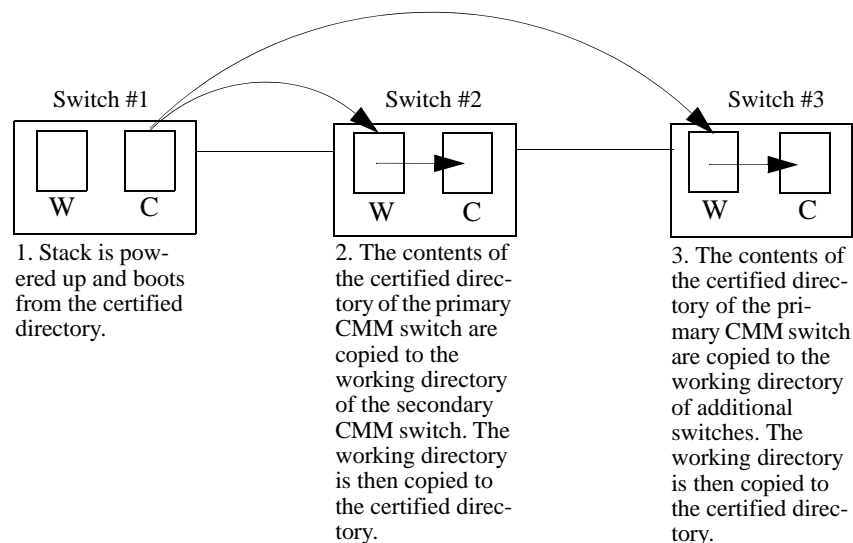 Switch #1
Switch #2
Switch #3
W
C
W
C
W
C
1. Stack is pow-
ered up and boots
from the certified
directory.
2. The contents of
the certified direc-
tory of the primary
CMM switch are
copied to the
working directory
of the secondary
CMM switch. The
working directory
is then copied to
the certified direc-
tory.
3. The contents of
the certified direc-
tory of the pri-
mary CMM switch
are copied to the
working directory
of additional
switches. The
working directory
is then copied to
the certified direc-
tory.